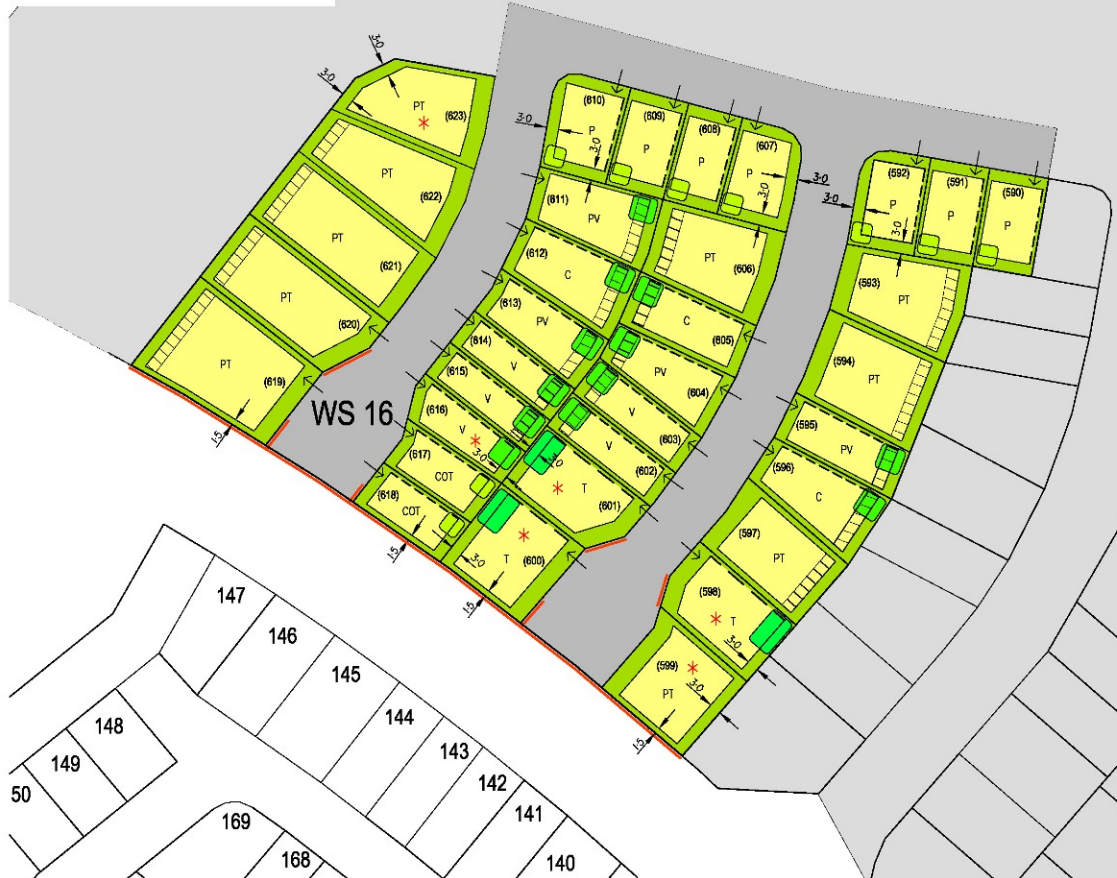 3·0
3·0
PT
(623)
PT
(622)
PT
(621)
PT
(620)
PT
(619)
1·5
WS 16
(610)
P
3·0
3·0
(609)
P
(608)
P
(607)
P
3·0
3·0
(611)
PV
(612)
C
(613)
PV
(614)
V
(615)
V
(616)
V
3·0
(617)
COT
(618)
COT
1·5
PT
(606)
C
(605)
PV
(604)
V
(603)
V
(602)
3·0
T
(601)
T
(600)
3·0
1·5
(592)
P
3·0
3·0
(591)
P
(590)
P
(593)
PT
(594)
PT
(595)
PV
(596)
C
(597)
PT
(598)
T
3·0
(599)
PT
3·0
1·5
147
146
145
144
143
142
141
140
148
149
50
169
168